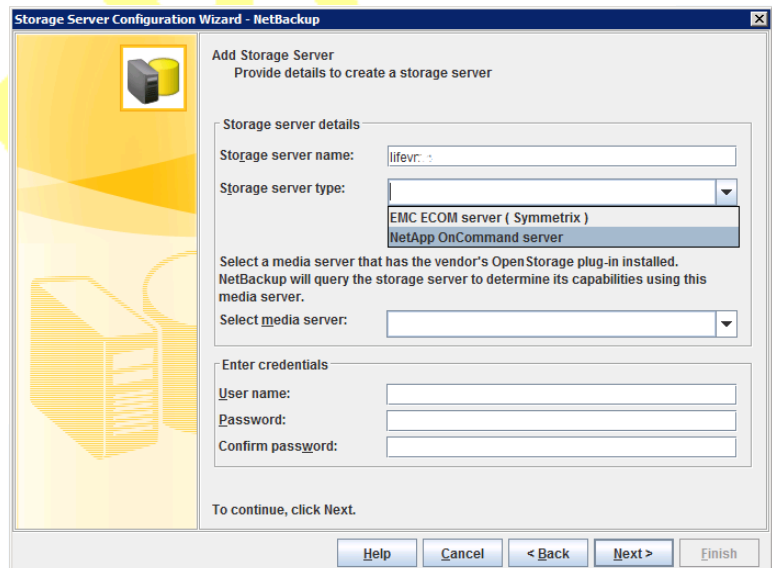 Storage Server Configuration Wizard - NetBackup
Add Storage Server
Provide details to create a storage server
Storage server details
Storage server name:
Storage server type:
EMC ECOM server ( Symmetrix )
NetApp OnCommand server
Select a media server that has the vendor's OpenStorage plug-in installed.
NetBackup will query the storage server to determine its capabilities using this
media server.
Select media server:
Enter credentials
User name:
Password:
Confirm password:
To continue, click Next.
Help Cancel < Back Next > Finish